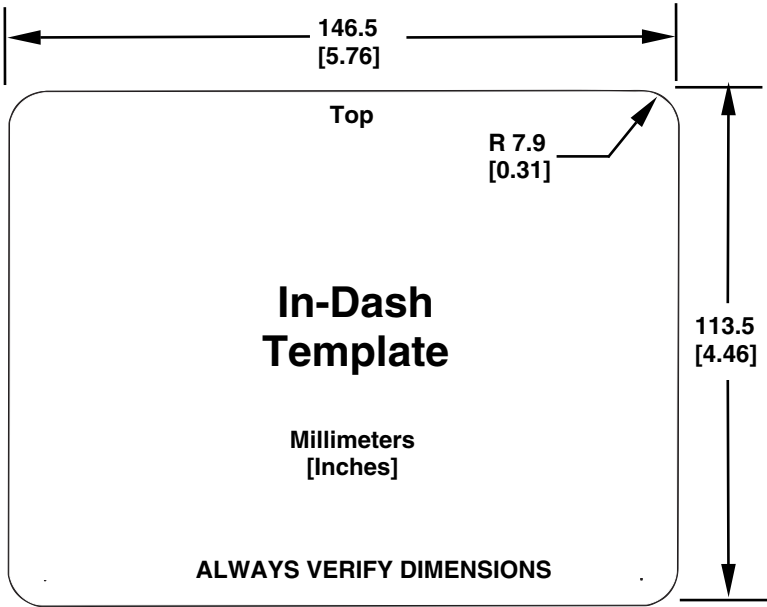 146.5
[5.76]
Top
R 7.9
[0.31]
In-Dash
Template
113.5
[4.46]
Millimeters
[Inches]
ALWAYS VERIFY DIMENSIONS